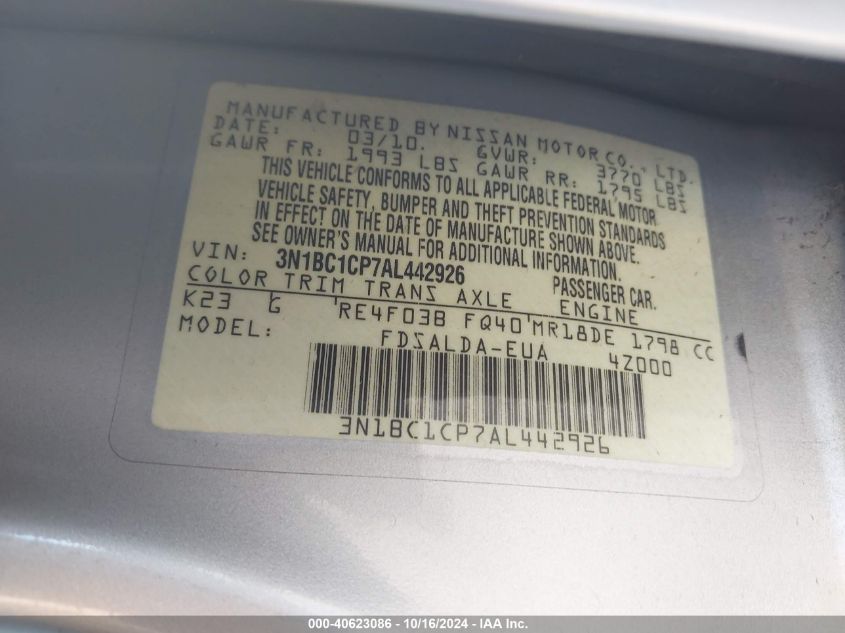 MANUFACTURED BY NISSAN MOTOR CO., LTD.
DATE: 03/10. GVWR: 3770 LBS
GAWR FR: 1993 LBS GAWR RR: 1795 LBS
THIS VEHICLE CONFORMS TO ALL APPLICABLE FEDERAL MOTOR
VEHICLE SAFETY, BUMPER AND THEFT PREVENTION STANDARDS
IN EFFECT ON THE DATE OF MANUFACTURE SHOWN ABOVE.
SEE OWNER'S MANUAL FOR ADDITIONAL INFORMATION.
VIN: 3N1BC1CP7AL442926 PASSENGER CAR.
COLOR TRIM TRANS AXLE ENGINE
K23 G RE4F03B FQ40 MR18DE 1798 CC
MODEL: FDSALDA-EUA 4Z000
3N1BC1CP7AL442926
000-40623086 - 10/16/2024 - IAA Inc.